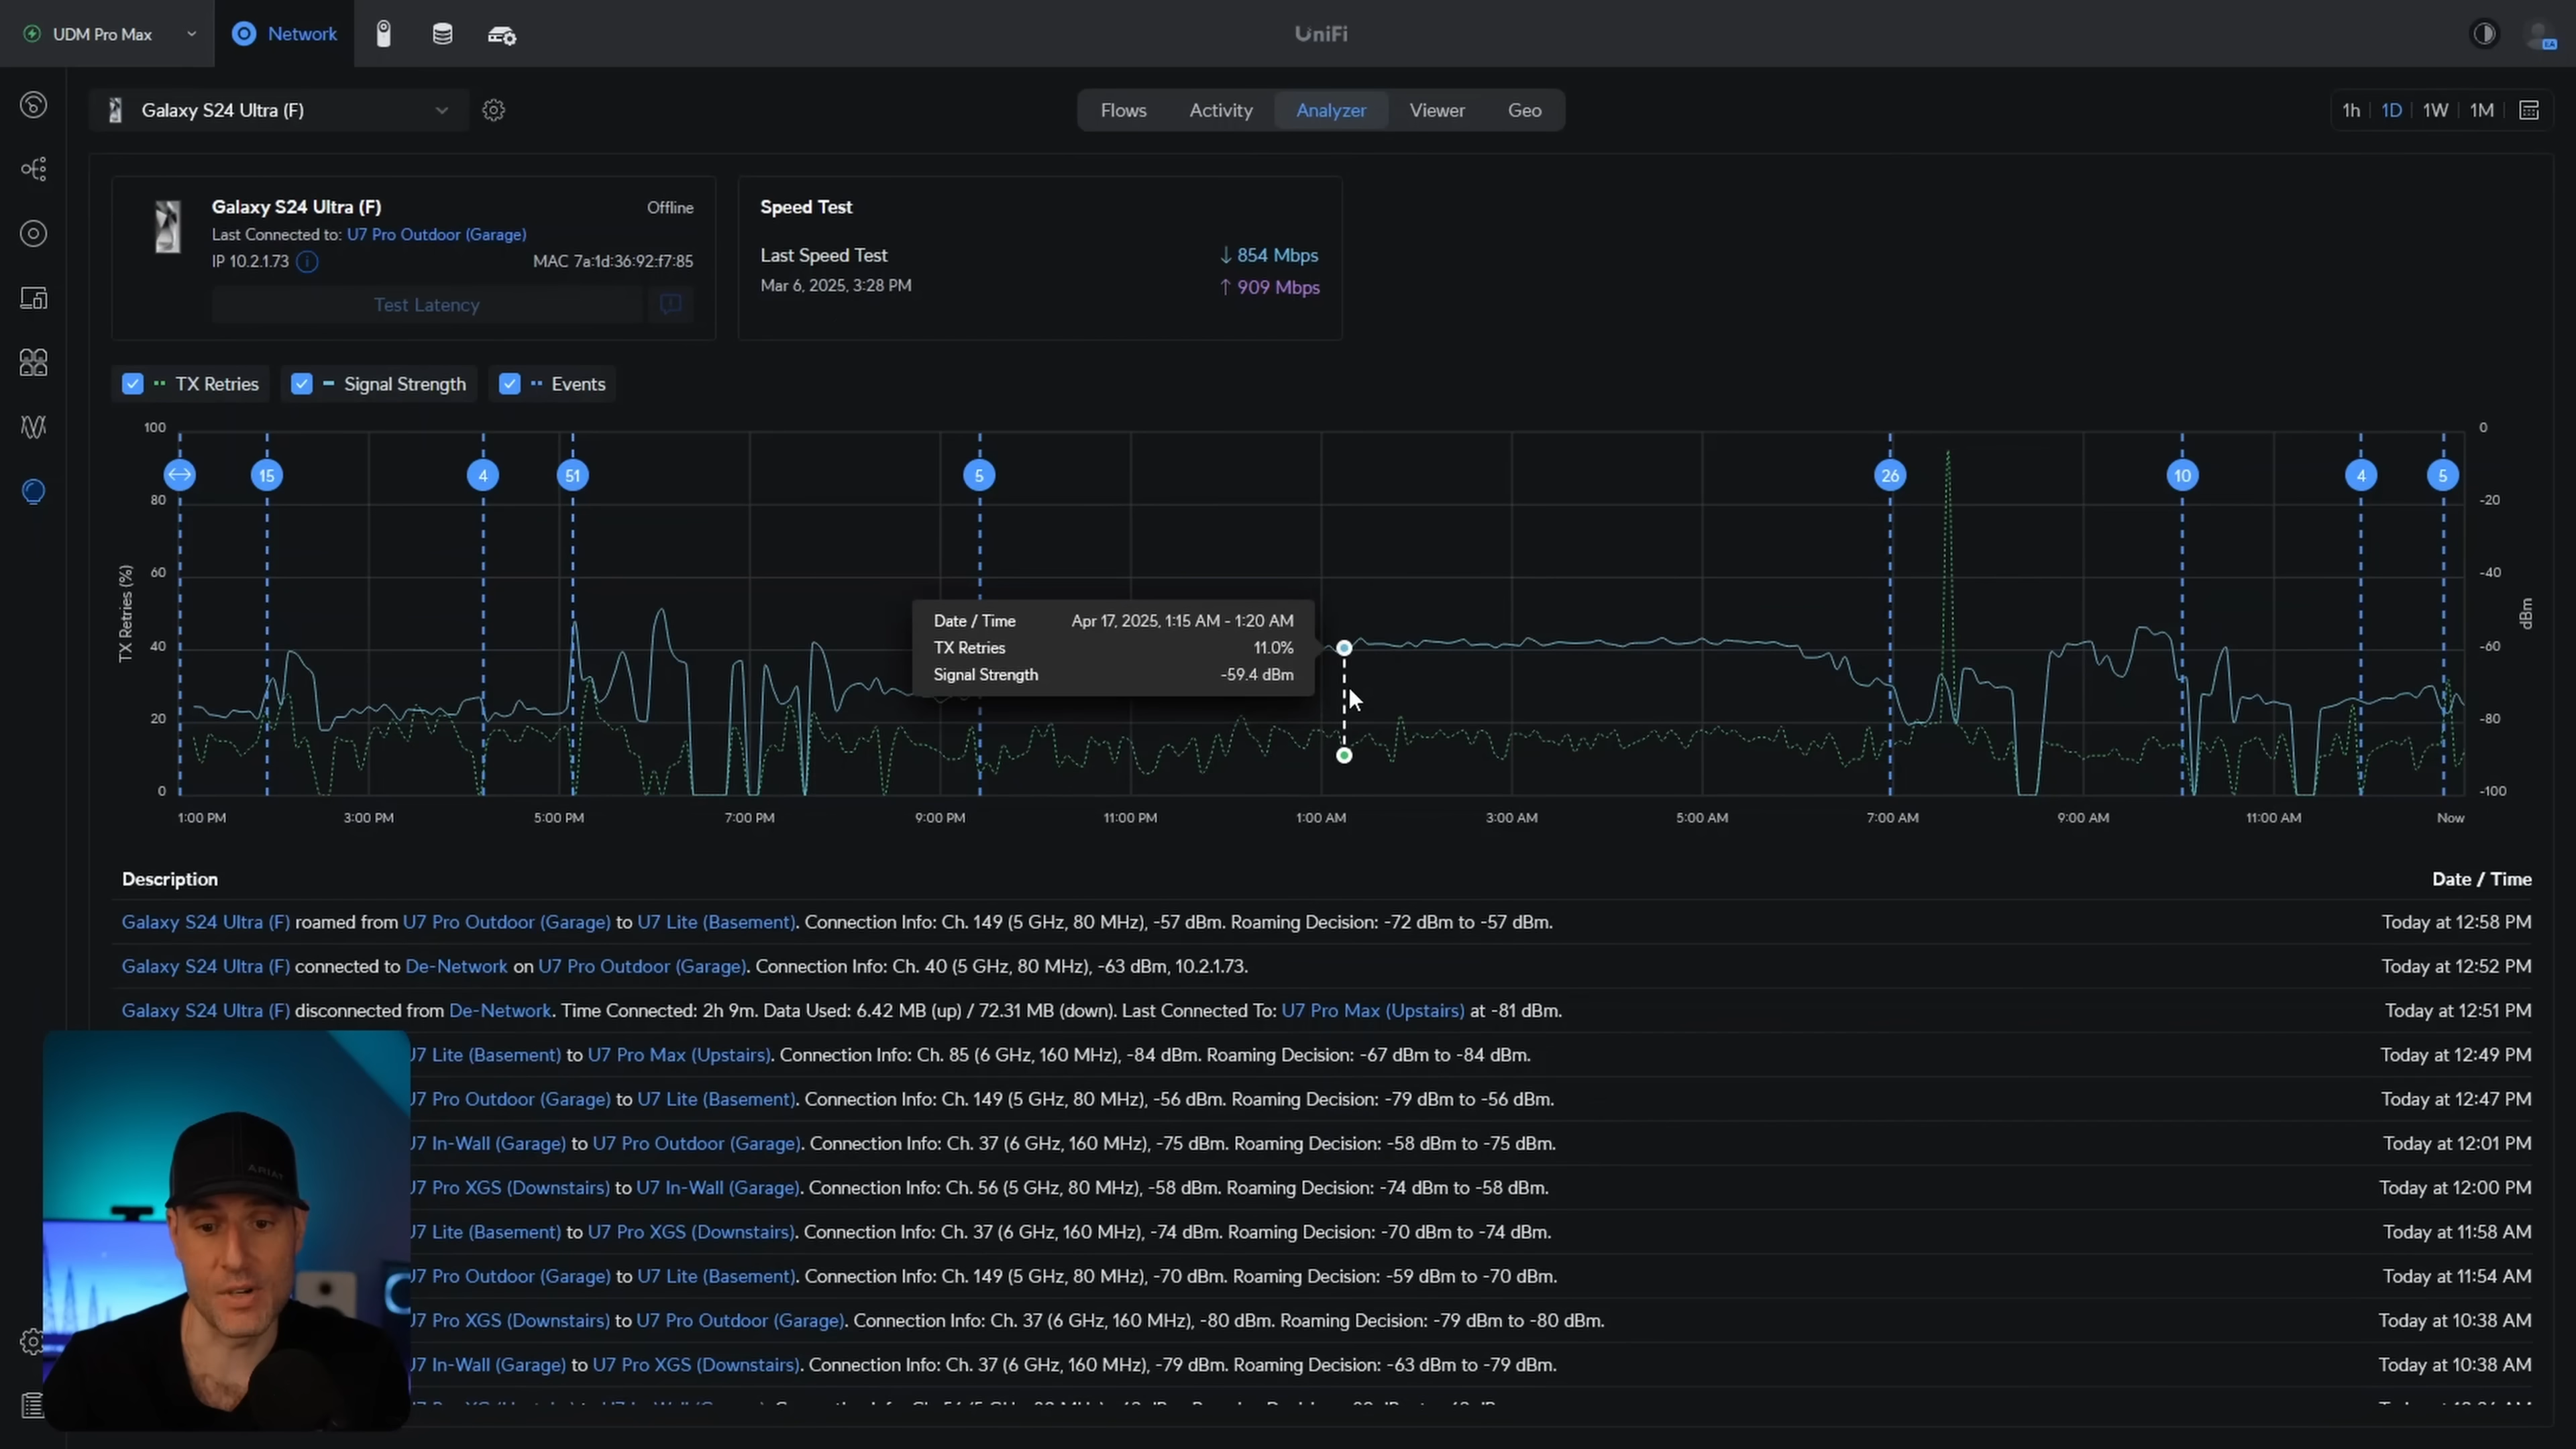 UDM Pro Max
Network
UniFi
EA
Galaxy S24 Ultra (F)
Flows Activity Analyzer Viewer Geo
1h 1D 1W 1M
Galaxy S24 Ultra (F) Offline
Last Connected to: U7 Pro Outdoor (Garage)
IP 10.2.1.73 MAC 7a:1d:36:92:f7:85
Test Latency
Speed Test
Last Speed Test ↓ 854 Mbps
Mar 6, 2025, 3:28 PM ↑ 909 Mbps
TX Retries Signal Strength Events
100 80 60 40 20 0
TX Retries (%)
15 4 51 5 26 10 4 5
Date / Time Apr 17, 2025, 1:15 AM - 1:20 AM
TX Retries 11.0%
Signal Strength -59.4 dBm
0 -20 -40 -60 -80 -100
dBm
1:00 PM 3:00 PM 5:00 PM 7:00 PM 9:00 PM 11:00 PM 1:00 AM 3:00 AM 5:00 AM 7:00 AM 9:00 AM 11:00 AM Now
Description Date / Time
Galaxy S24 Ultra (F) roamed from U7 Pro Outdoor (Garage) to U7 Lite (Basement). Connection Info: Ch. 149 (5 GHz, 80 MHz), -57 dBm. Roaming Decision: -72 dBm to -57 dBm. Today at 12:58 PM
Galaxy S24 Ultra (F) connected to De-Network on U7 Pro Outdoor (Garage). Connection Info: Ch. 40 (5 GHz, 80 MHz), -63 dBm, 10.2.1.73. Today at 12:52 PM
Galaxy S24 Ultra (F) disconnected from De-Network. Time Connected: 2h 9m. Data Used: 6.42 MB (up) / 72.31 MB (down). Last Connected To: U7 Pro Max (Upstairs) at -81 dBm. Today at 12:51 PM
U7 Lite (Basement) to U7 Pro Max (Upstairs). Connection Info: Ch. 85 (6 GHz, 160 MHz), -84 dBm. Roaming Decision: -67 dBm to -84 dBm. Today at 12:49 PM
U7 Pro Outdoor (Garage) to U7 Lite (Basement). Connection Info: Ch. 149 (5 GHz, 80 MHz), -56 dBm. Roaming Decision: -79 dBm to -56 dBm. Today at 12:47 PM
U7 In-Wall (Garage) to U7 Pro Outdoor (Garage). Connection Info: Ch. 37 (6 GHz, 160 MHz), -75 dBm. Roaming Decision: -58 dBm to -75 dBm. Today at 12:01 PM
U7 Pro XGS (Downstairs) to U7 In-Wall (Garage). Connection Info: Ch. 56 (5 GHz, 80 MHz), -58 dBm. Roaming Decision: -74 dBm to -58 dBm. Today at 12:00 PM
U7 Lite (Basement) to U7 Pro XGS (Downstairs). Connection Info: Ch. 37 (6 GHz, 160 MHz), -74 dBm. Roaming Decision: -70 dBm to -74 dBm. Today at 11:58 AM
U7 Pro Outdoor (Garage) to U7 Lite (Basement). Connection Info: Ch. 149 (5 GHz, 80 MHz), -70 dBm. Roaming Decision: -59 dBm to -70 dBm. Today at 11:54 AM
U7 Pro XGS (Downstairs) to U7 Pro Outdoor (Garage). Connection Info: Ch. 37 (6 GHz, 160 MHz), -80 dBm. Roaming Decision: -79 dBm to -80 dBm. Today at 10:38 AM
U7 In-Wall (Garage) to U7 Pro XGS (Downstairs). Connection Info: Ch. 37 (6 GHz, 160 MHz), -79 dBm. Roaming Decision: -63 dBm to -79 dBm. Today at 10:38 AM
ARIAT